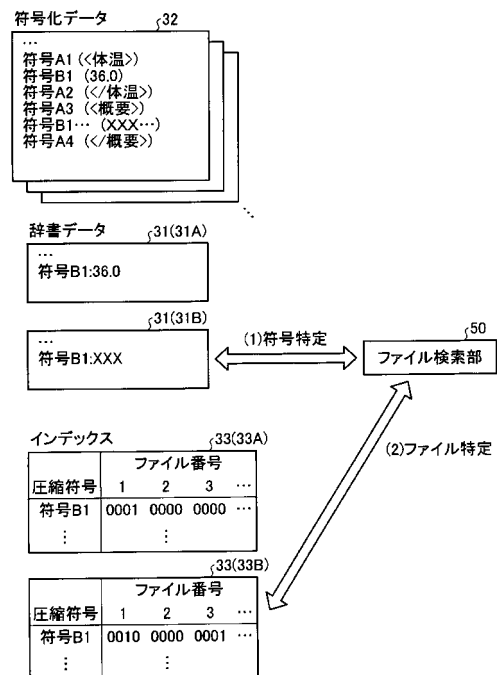 符号化データ 32
…
符号A1 (<体温>)
符号B1 (36.0)
符号A2 (</体温>)
符号A3 (<概要>)
符号B1… (XXX…)
符号A4 (</概要>)
辞書データ 31(31A)
…
符号B1:36.0
31(31B)
…
符号B1:XXX
(1)符号特定
50
ファイル検索部
(2)ファイル特定
インデックス 33(33A)
ファイル番号
圧縮符号 1 2 3 …
符号B1 0001 0000 0000 …
⋮ ⋮
33(33B)
ファイル番号
圧縮符号 1 2 3 …
符号B1 0010 0000 0001 …
⋮ ⋮